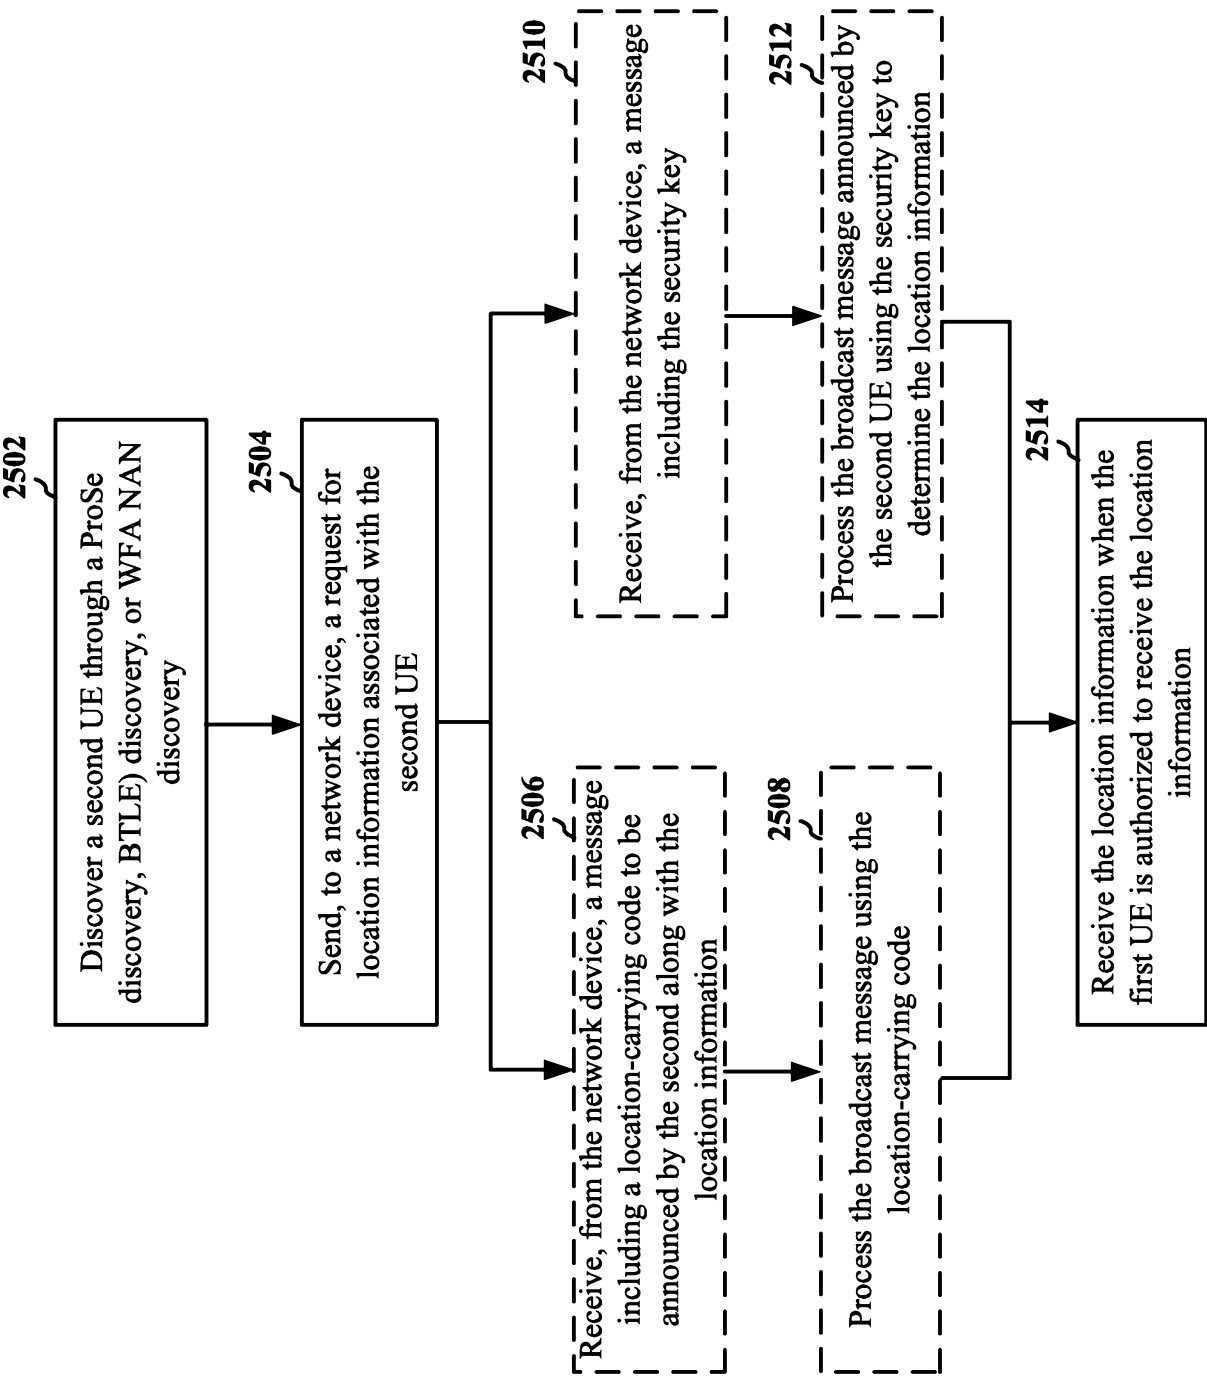 2502
Discover a second UE through a ProSe
discovery, BTLE) discovery, or WFA NAN
discovery
2504
Send, to a network device, a request for
location information associated with the
second UE
2506
Receive, from the network device, a message
including a location-carrying code to be
announced by the second along with the
location information
2508
Process the broadcast message using the
location-carrying code
2510
Receive, from the network device, a message
including the security key
2512
Process the broadcast message announced by
the second UE using the security key to
determine the location information
2514
Receive the location information when the
first UE is authorized to receive the location
information